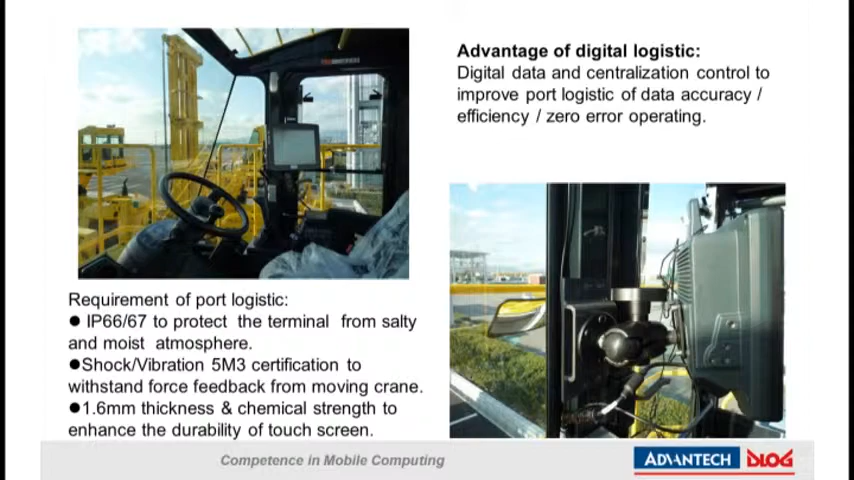 Advantage of digital logistic:
Digital data and centralization control to
improve port logistic of data accuracy /
efficiency / zero error operating.
Requirement of port logistic:
● IP66/67 to protect the terminal from salty
and moist atmosphere.
●Shock/Vibration 5M3 certification to
withstand force feedback from moving crane.
●1.6mm thickness & chemical strength to
enhance the durability of touch screen.
Competence in Mobile Computing
ADVANTECH DLOG